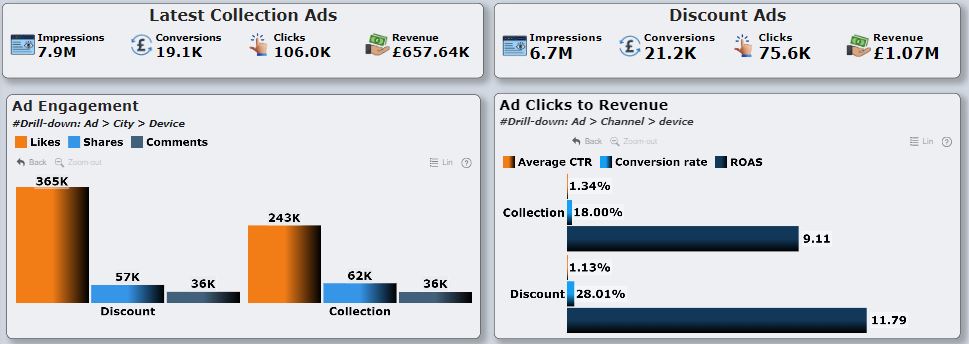 Latest Collection Ads
Impressions
7.9M
Conversions
19.1K
Clicks
106.0K
Revenue
£657.64K
Discount Ads
Impressions
6.7M
Conversions
21.2K
Clicks
75.6K
Revenue
£1.07M
Ad Engagement
#Drill-down: Ad > City > Device
Likes Shares Comments
Back Zoom-out Lin ?
365K
57K
36K
Discount
243K
62K
36K
Collection
Ad Clicks to Revenue
#Drill-down: Ad > Channel > device
Back Zoom-out Lin ?
Average CTR Conversion rate ROAS
Collection
1.34%
18.00%
9.11
Discount
1.13%
28.01%
11.79